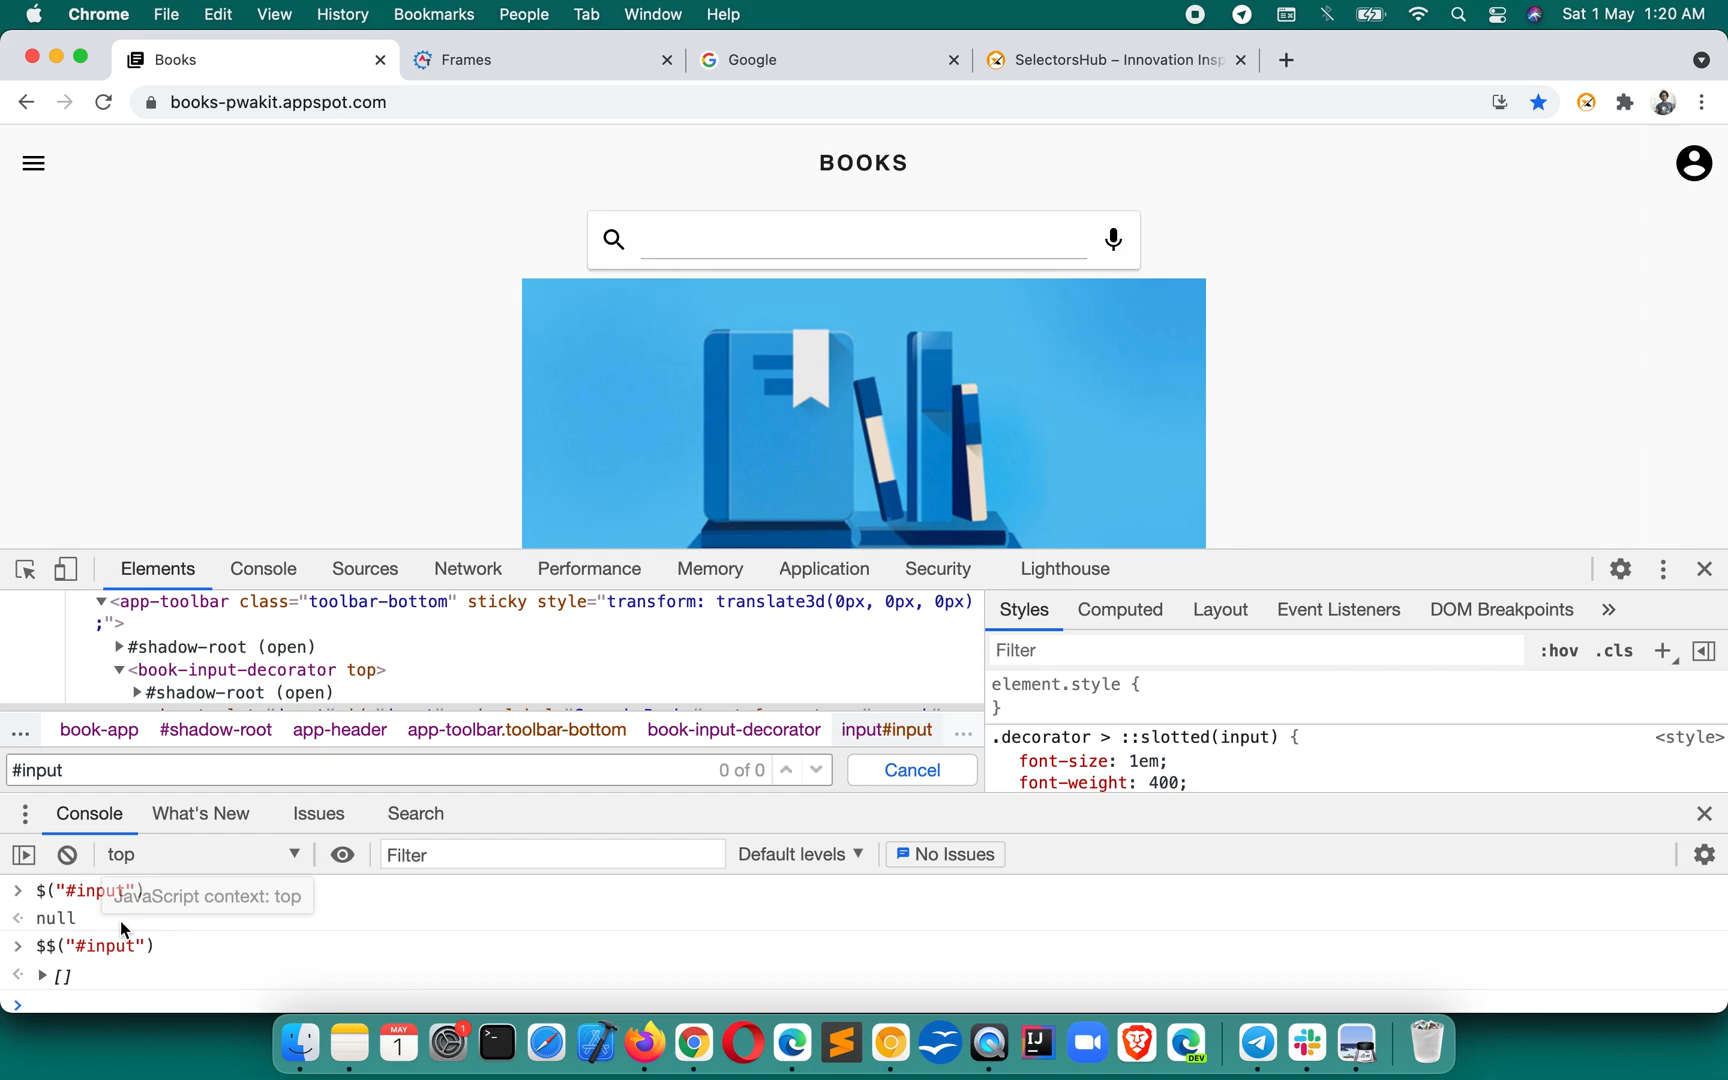 Chrome File Edit View History Bookmarks People Tab Window Help Sat 1 May 1:20 AM
Books Frames Google SelectorsHub – Innovation Insp
books-pwakit.appspot.com
BOOKS
Elements Console Sources Network Performance Memory Application Security Lighthouse
<app-toolbar class="toolbar-bottom" sticky style="transform: translate3d(0px, 0px, 0px)
;">
#shadow-root (open)
<book-input-decorator top>
#shadow-root (open)
... book-app #shadow-root app-header app-toolbar.toolbar-bottom book-input-decorator input#input ...
#input 0 of 0 Cancel
Styles Computed Layout Event Listeners DOM Breakpoints »
Filter :hov .cls +
element.style {
}
.decorator > ::slotted(input) { <style>
font-size: 1em;
font-weight: 400;
Console What's New Issues Search
top Filter Default levels No Issues
> $("#input")
JavaScript context: top
null
> $$("#input")
[]
>
MAY
1
1
IJ
DEV